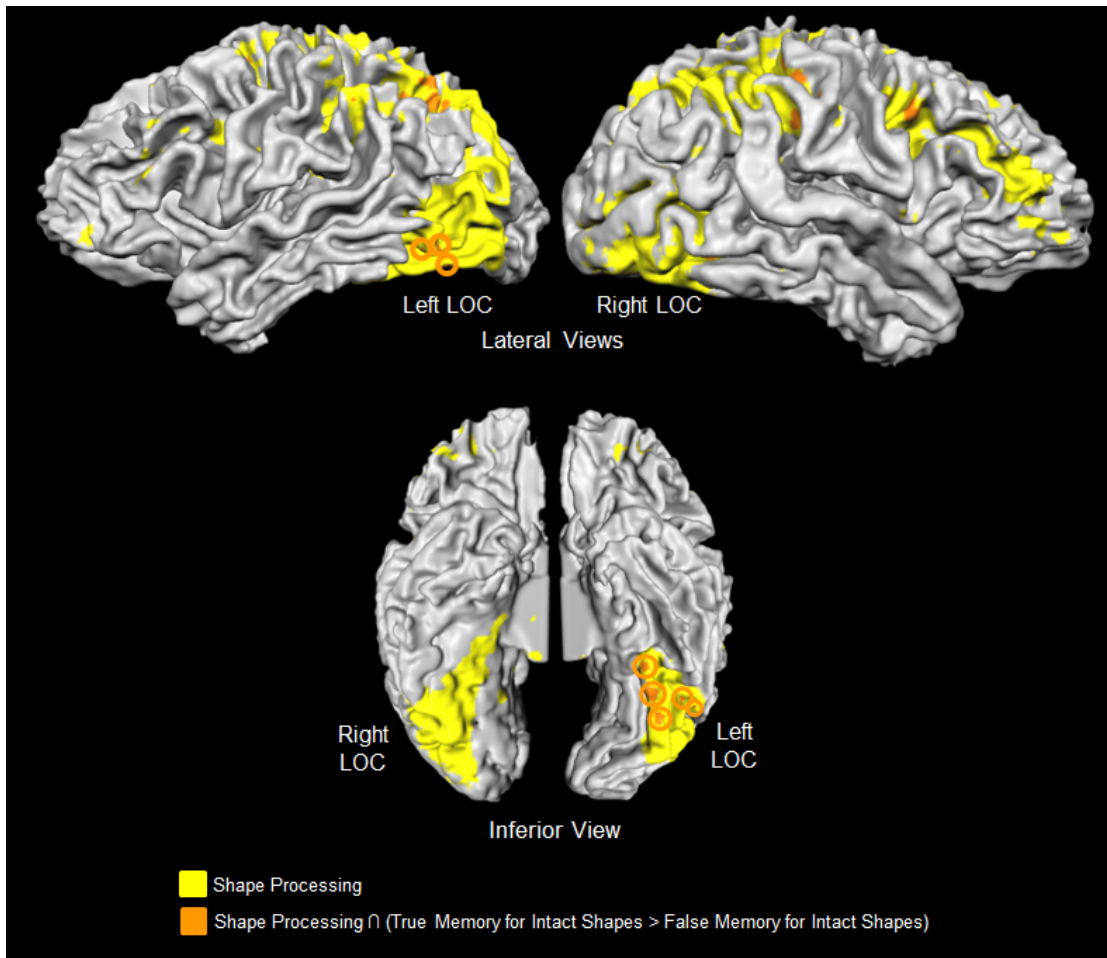 Left LOC
Right LOC
Lateral Views
Right
LOC
Left
LOC
Inferior View
Shape Processing
Shape Processing ∩ (True Memory for Intact Shapes > False Memory for Intact Shapes)